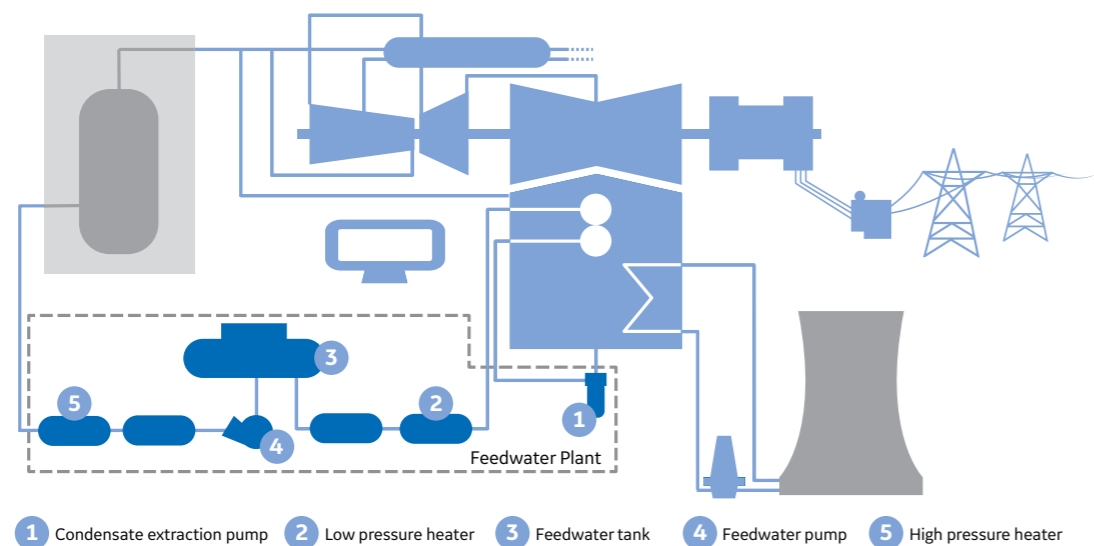 3
5
2
1
4
Feedwater Plant
1 Condensate extraction pump 2 Low pressure heater 3 Feedwater tank 4 Feedwater pump 5 High pressure heater